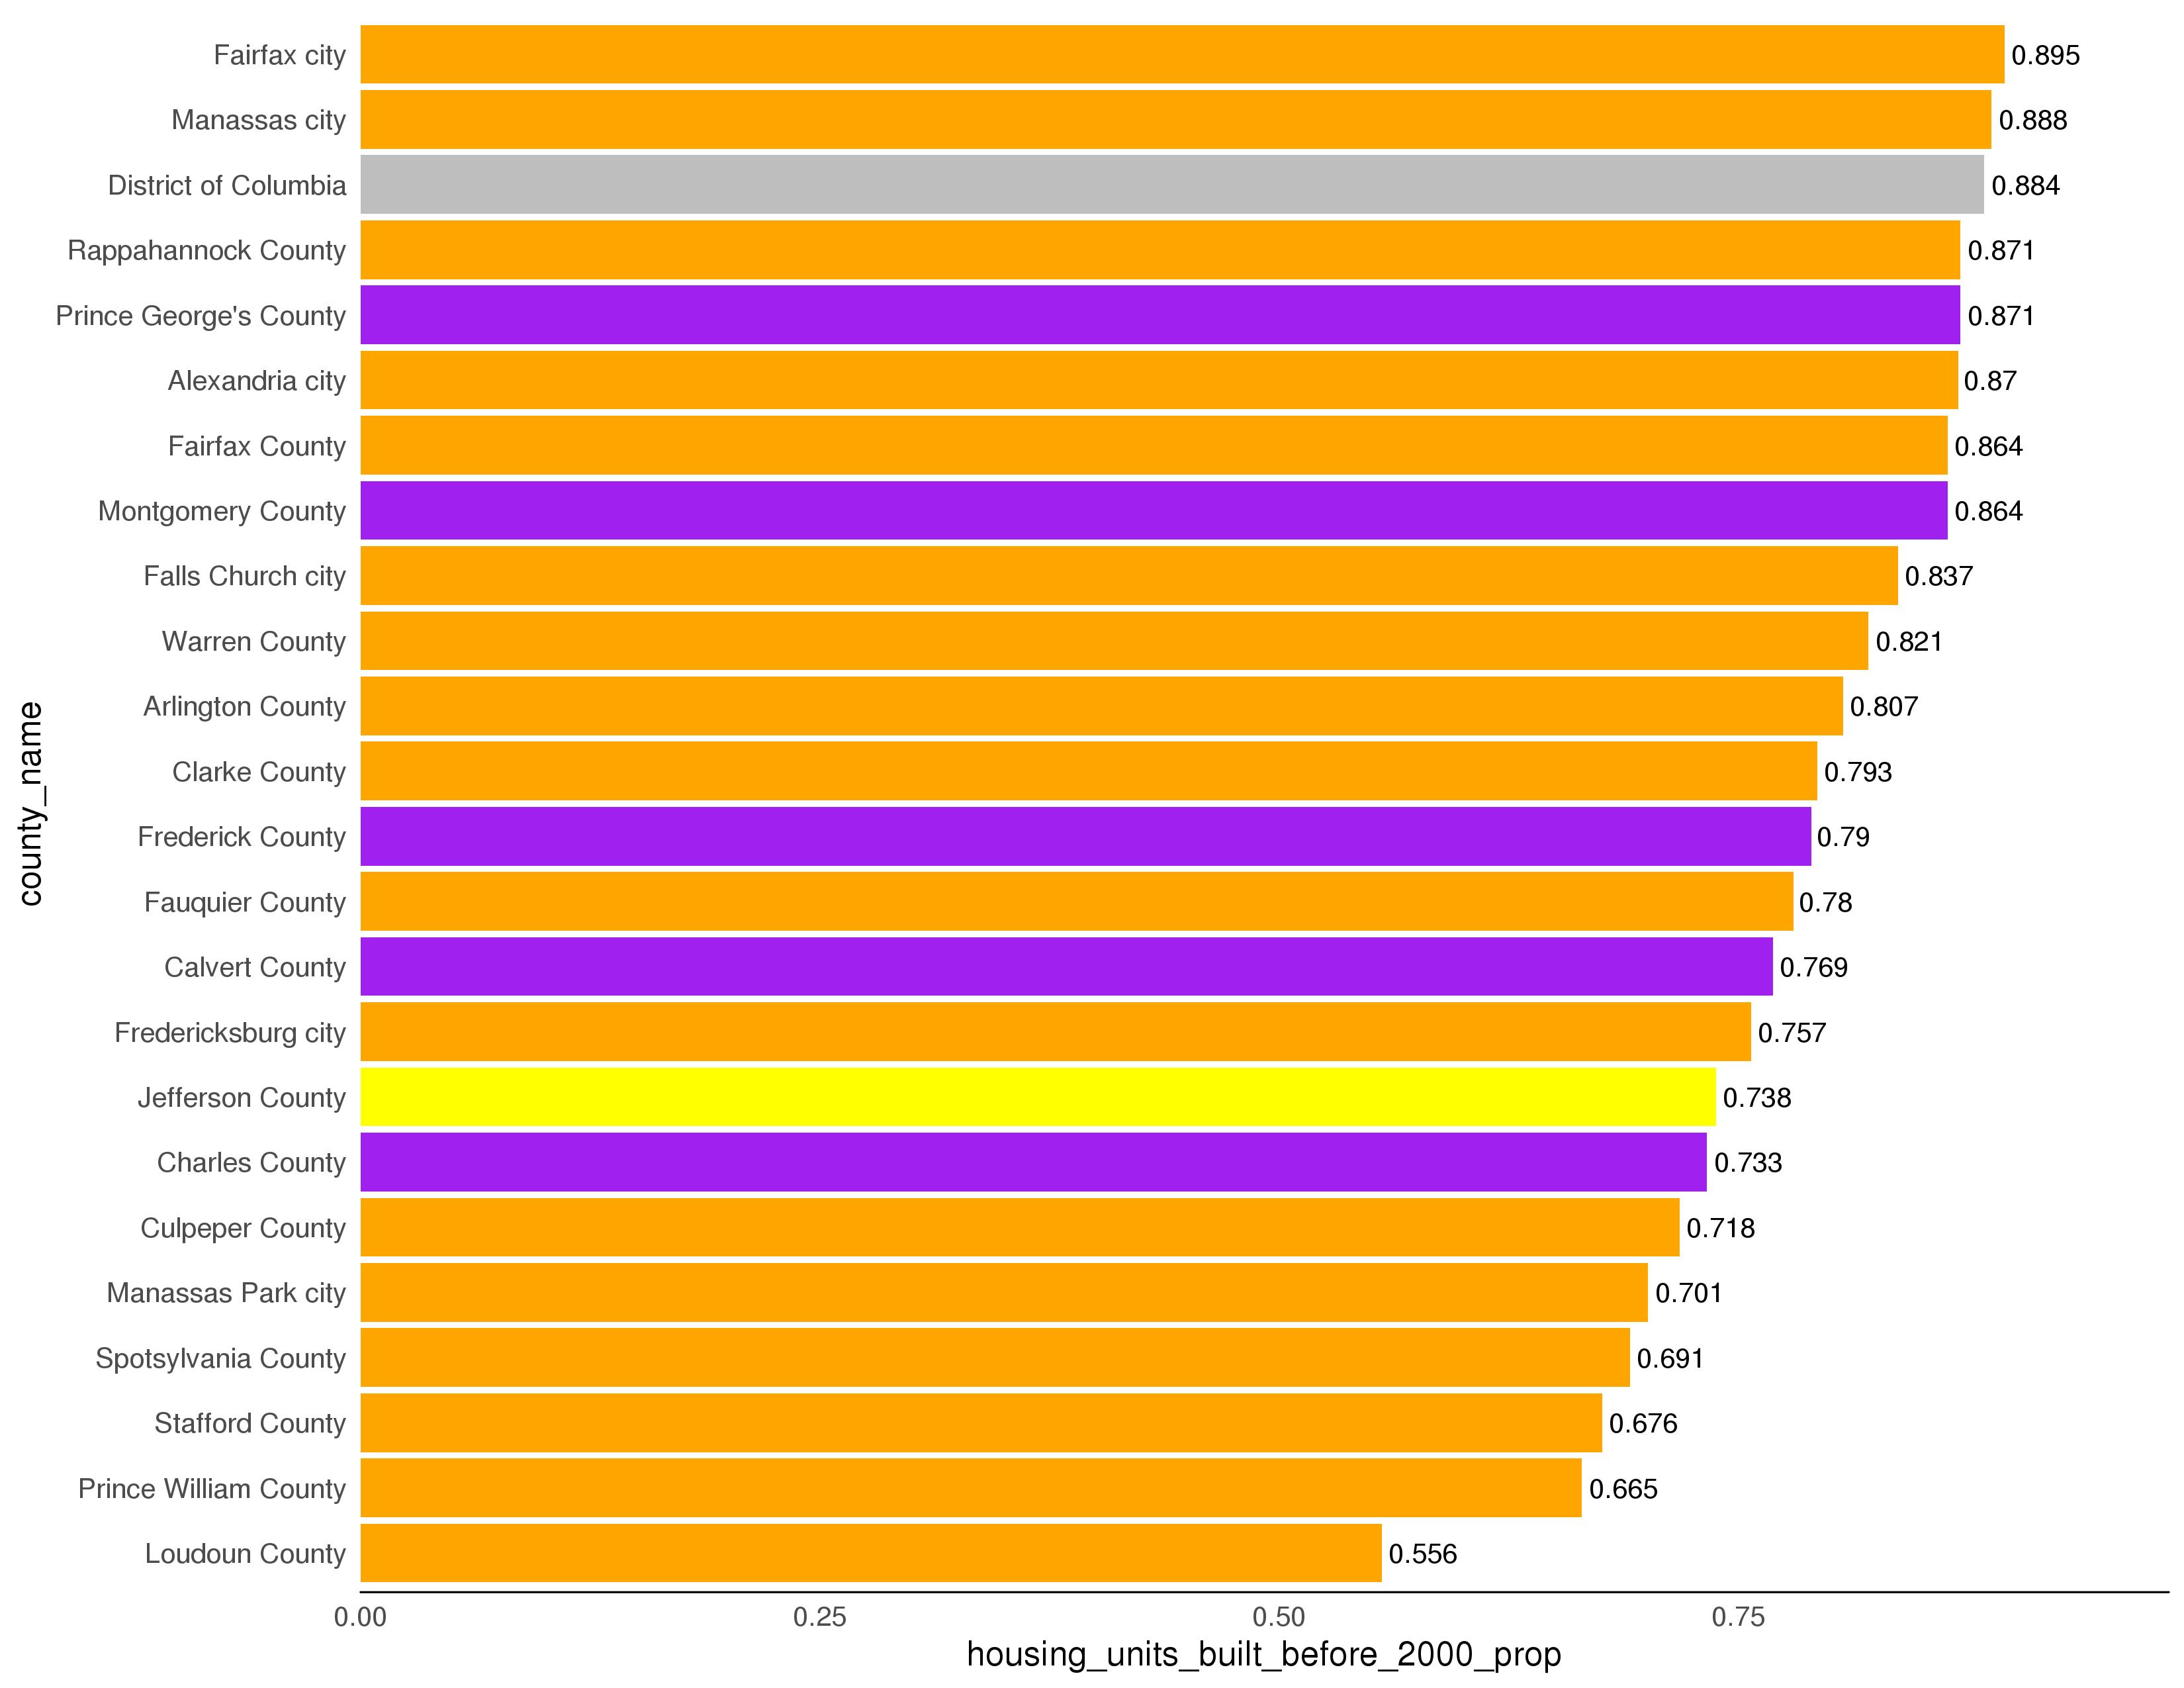 Fairfax city 0.895
Manassas city 0.888
District of Columbia 0.884
Rappahannock County 0.871
Prince George's County 0.871
Alexandria city 0.87
Fairfax County 0.864
Montgomery County 0.864
Falls Church city 0.837
Warren County 0.821
Arlington County 0.807
Clarke County 0.793
Frederick County 0.79
Fauquier County 0.78
Calvert County 0.769
Fredericksburg city 0.757
Jefferson County 0.738
Charles County 0.733
Culpeper County 0.718
Manassas Park city 0.701
Spotsylvania County 0.691
Stafford County 0.676
Prince William County 0.665
Loudoun County 0.556
county_name
0.00 0.25 0.50 0.75
housing_units_built_before_2000_prop